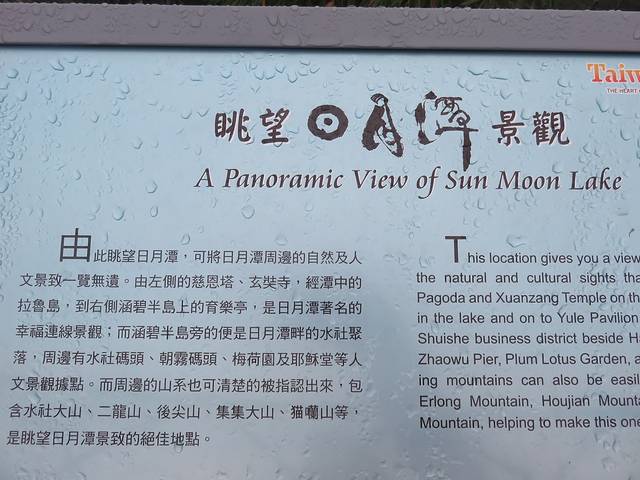 Taiw
THE HEART
眺望日月潭景觀
A Panoramic View of Sun Moon Lake
由此眺望日月潭，可將日月潭周邊的自然及人
文景致一覽無遺。由左側的慈恩塔、玄奘寺，經潭中的
拉魯島，到右側涵碧半島上的育樂亭，是日月潭著名的
幸福連線景觀；而涵碧半島旁的便是日月潭畔的水社聚
落，周邊有水社碼頭、朝霧碼頭、梅荷園及耶穌堂等人
文景觀據點。而周邊的山系也可清楚的被指認出來，包
含水社大山、二龍山、後尖山、集集大山、猫囒山等，
是眺望日月潭景致的絕佳地點。
This location gives you a view
the natural and cultural sights tha
Pagoda and Xuanzang Temple on th
in the lake and on to Yule Pavilion
Shuishe business district beside Ha
Zhaowu Pier, Plum Lotus Garden, a
ing mountains can also be easil
Erlong Mountain, Houjian Mounta
Mountain, helping to make this one